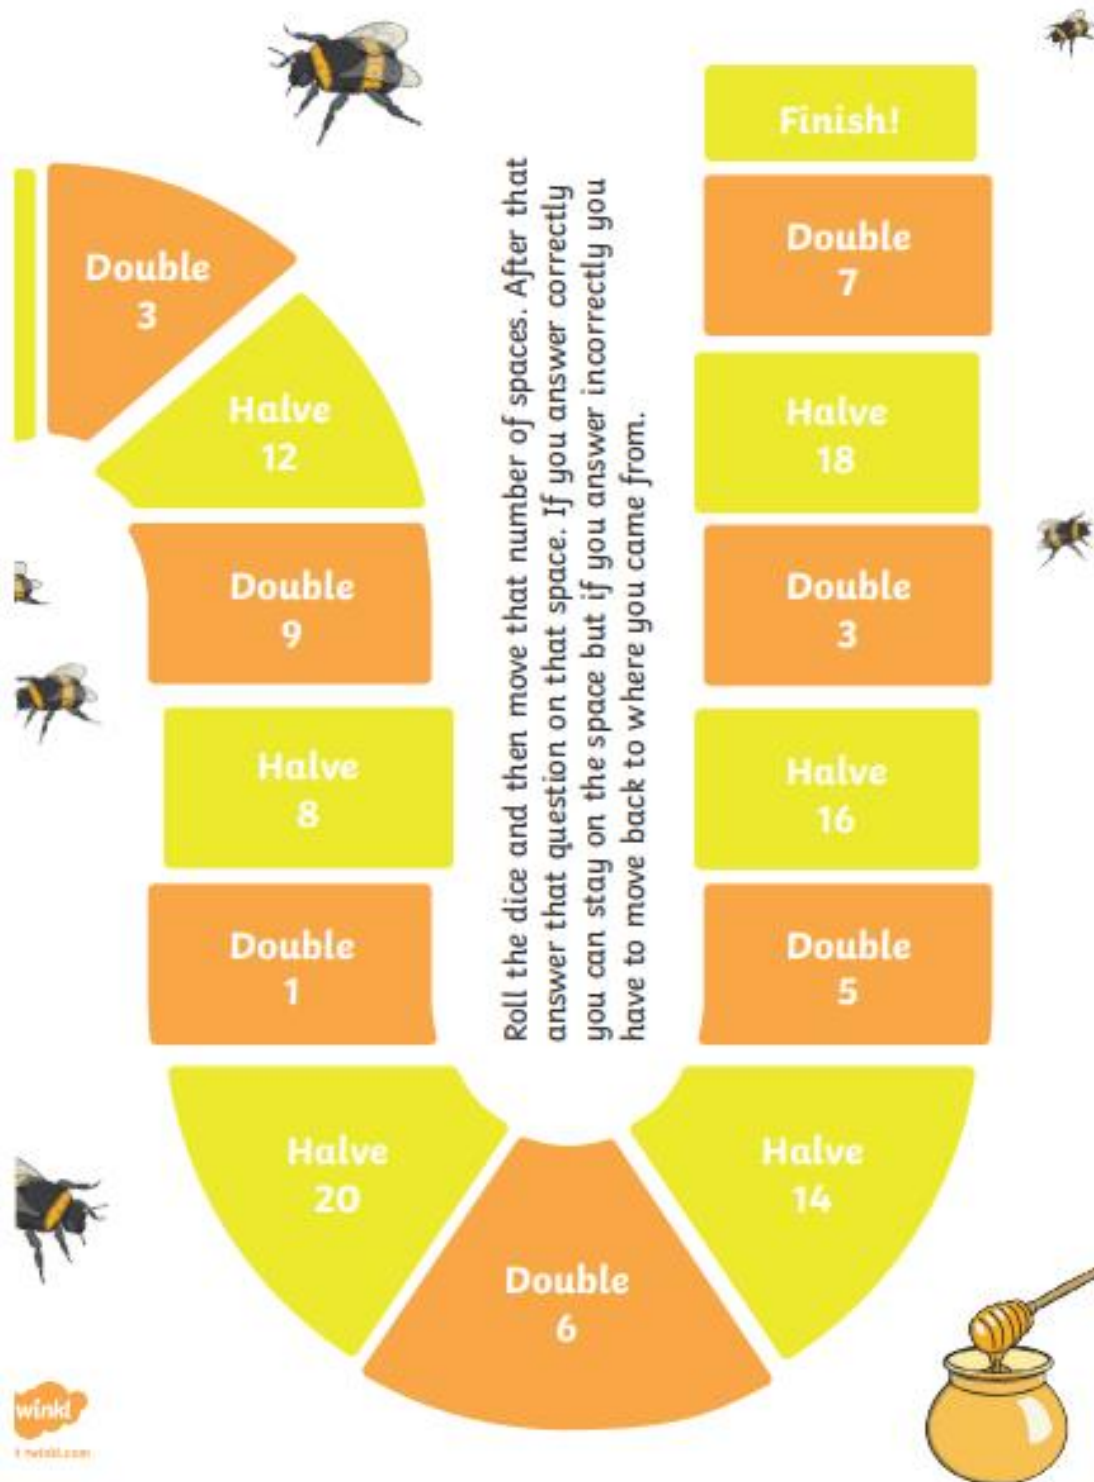 Double
3
Halve
12
Double
9
Halve
8
Double
1
Halve
20
Double
6
Halve
14
Double
5
Halve
16
Double
3
Halve
18
Double
7
Finish!
Roll the dice and then move that number of spaces. After that
answer that question on that space. If you answer correctly
you can stay on the space but if you answer incorrectly you
have to move back to where you came from.
winkl
twinkl.com